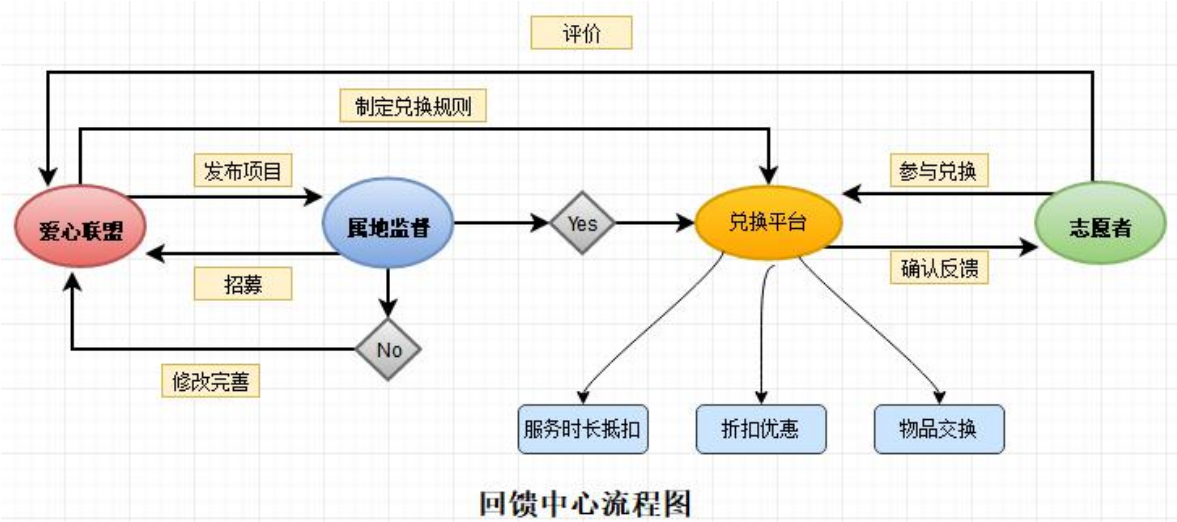 评价
制定兑换规则
发布项目
参与兑换
爱心联盟
属地监督
Yes
兑换平台
志愿者
招募
确认反馈
No
修改完善
服务时长抵扣
折扣优惠
物品交换
回馈中心流程图